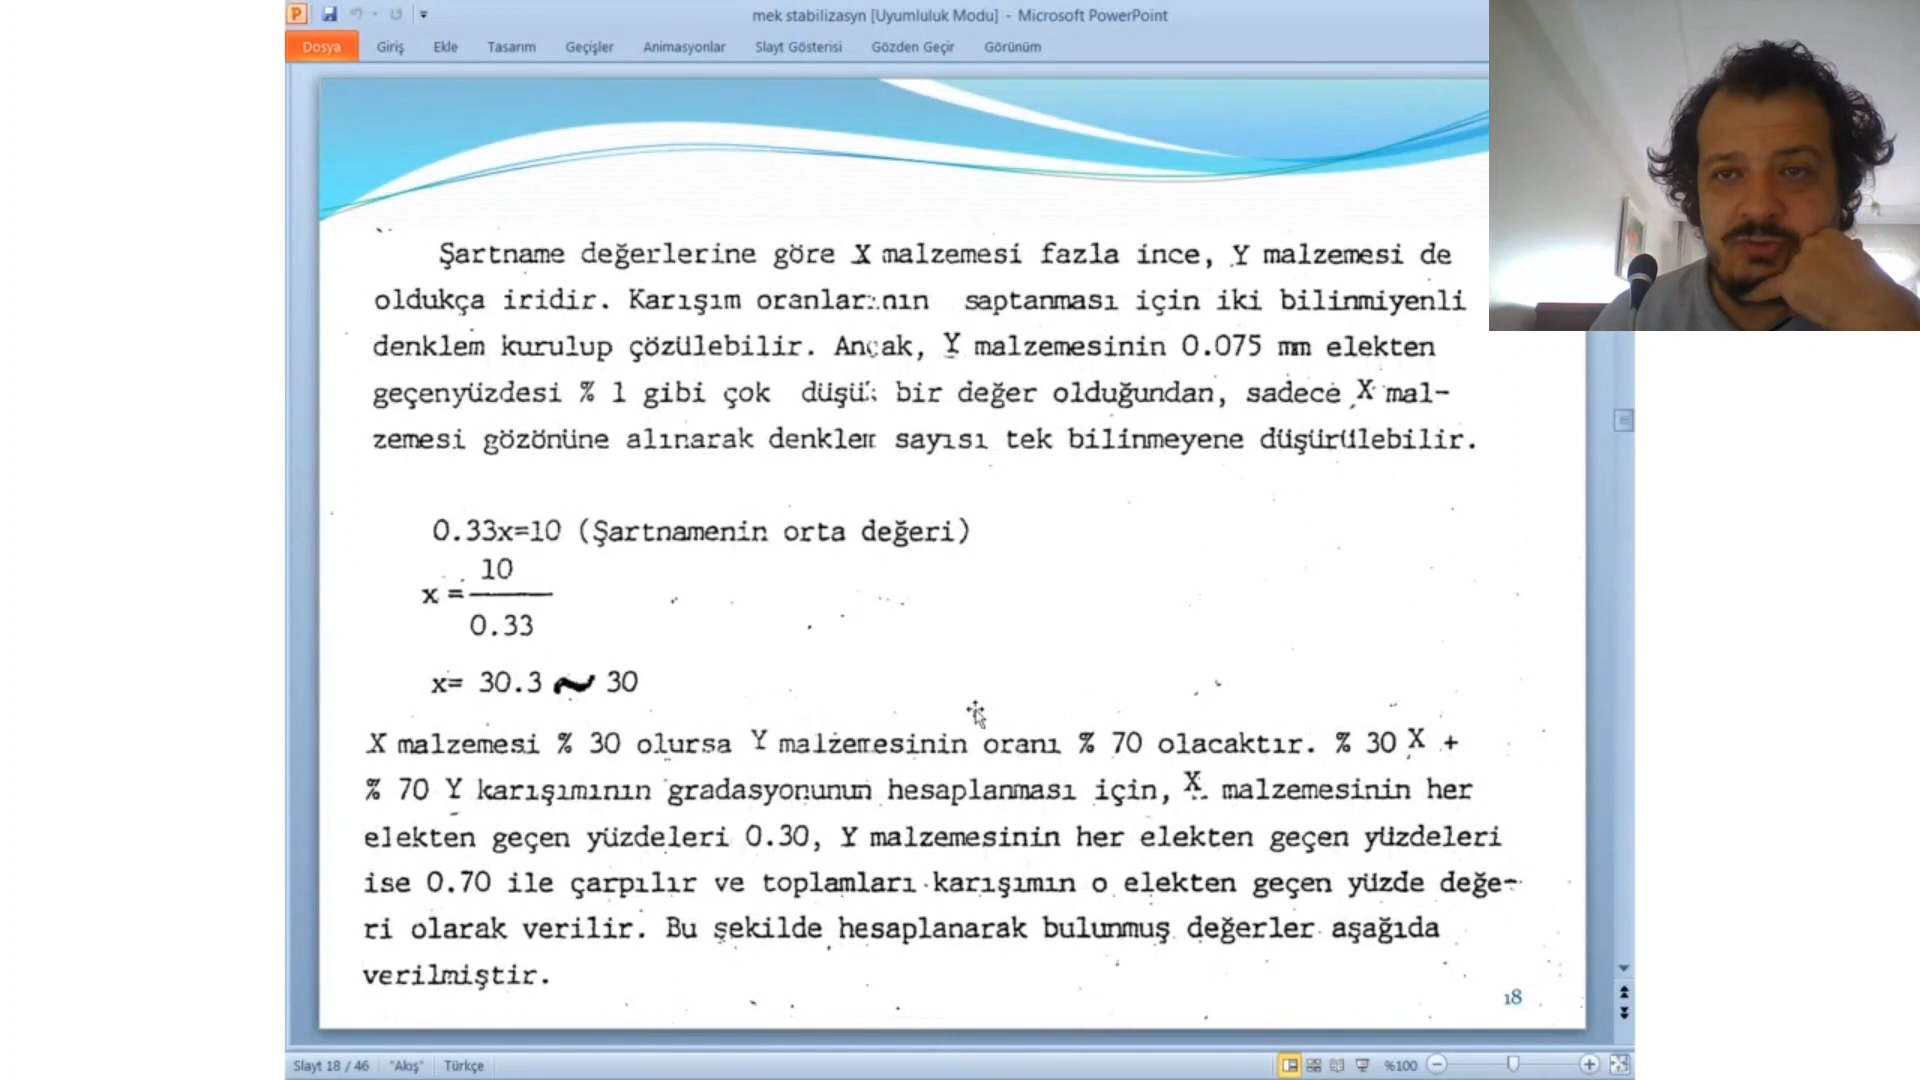 mek stabilizasyn [Uyumluluk Modu] - Microsoft PowerPoint
Dosya Giriş Ekle Tasarım Geçişler Animasyonlar Slayt Gösterisi Gözden Geçir Görünüm
Şartname değerlerine göre X malzemesi fazla ince, Y malzemesi de
oldukça iridir. Karışım oranlarının saptanması için iki bilinmiyenli
denklem kurulup çözülebilir. Ancak, Y malzemesinin 0.075 mm elekten
geçenyüzdesi % 1 gibi çok düşük bir değer olduğundan, sadece X mal-
zemesi gözönüne alınarak denklem sayısı tek bilinmeyene düşürülebilir.
0.33x=10 (Şartnamenin orta değeri)
10
x =
0.33
x= 30.3 ~ 30
X malzemesi % 30 olursa Y malzemesinin oranı % 70 olacaktır. % 30 X +
% 70 Y karışımının gradasyonunun hesaplanması için, X malzemesinin her
elekten geçen yüzdeleri 0.30, Y malzemesinin her elekten geçen yüzdeleri
ise 0.70 ile çarpılır ve toplamları karışımın o elekten geçen yüzde değe-
ri olarak verilir. Bu şekilde hesaplanarak bulunmuş değerler aşağıda
verilmiştir.
18
Slayt 18 / 46 "Akış" Türkçe %100